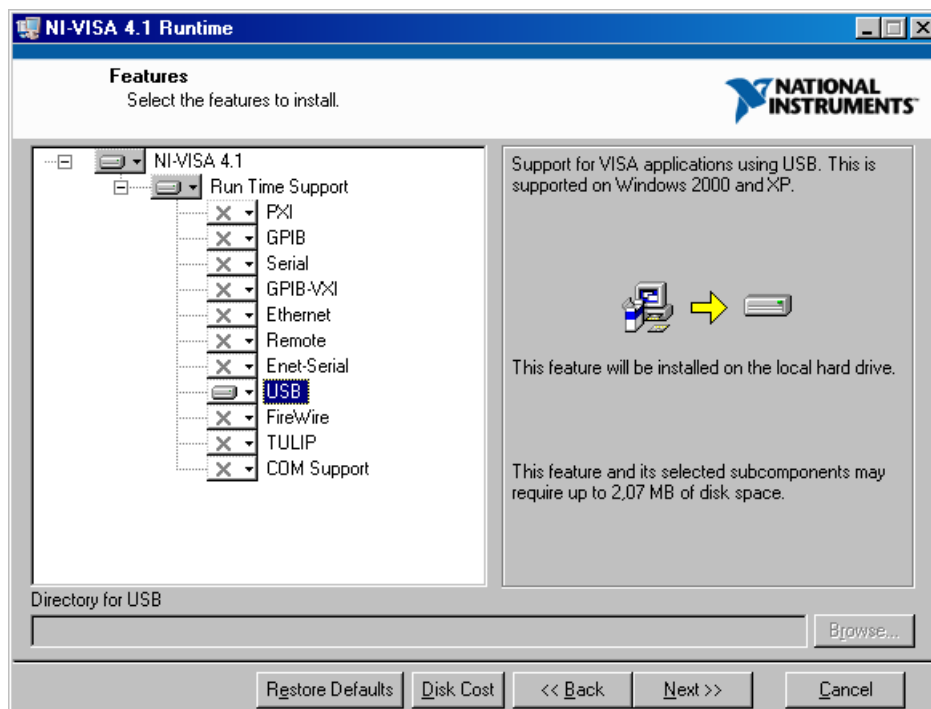 NI-VISA 4.1 Runtime
Features
Select the features to install.
NATIONAL
INSTRUMENTS
NI-VISA 4.1
Run Time Support
PXI
GPIB
Serial
GPIB-VXI
Ethernet
Remote
Enet-Serial
USB
FireWire
TULIP
COM Support
Support for VISA applications using USB. This is
supported on Windows 2000 and XP.
This feature will be installed on the local hard drive.
This feature and its selected subcomponents may
require up to 2,07 MB of disk space.
Directory for USB
Browse...
Restore Defaults
Disk Cost
<< Back
Next >>
Cancel